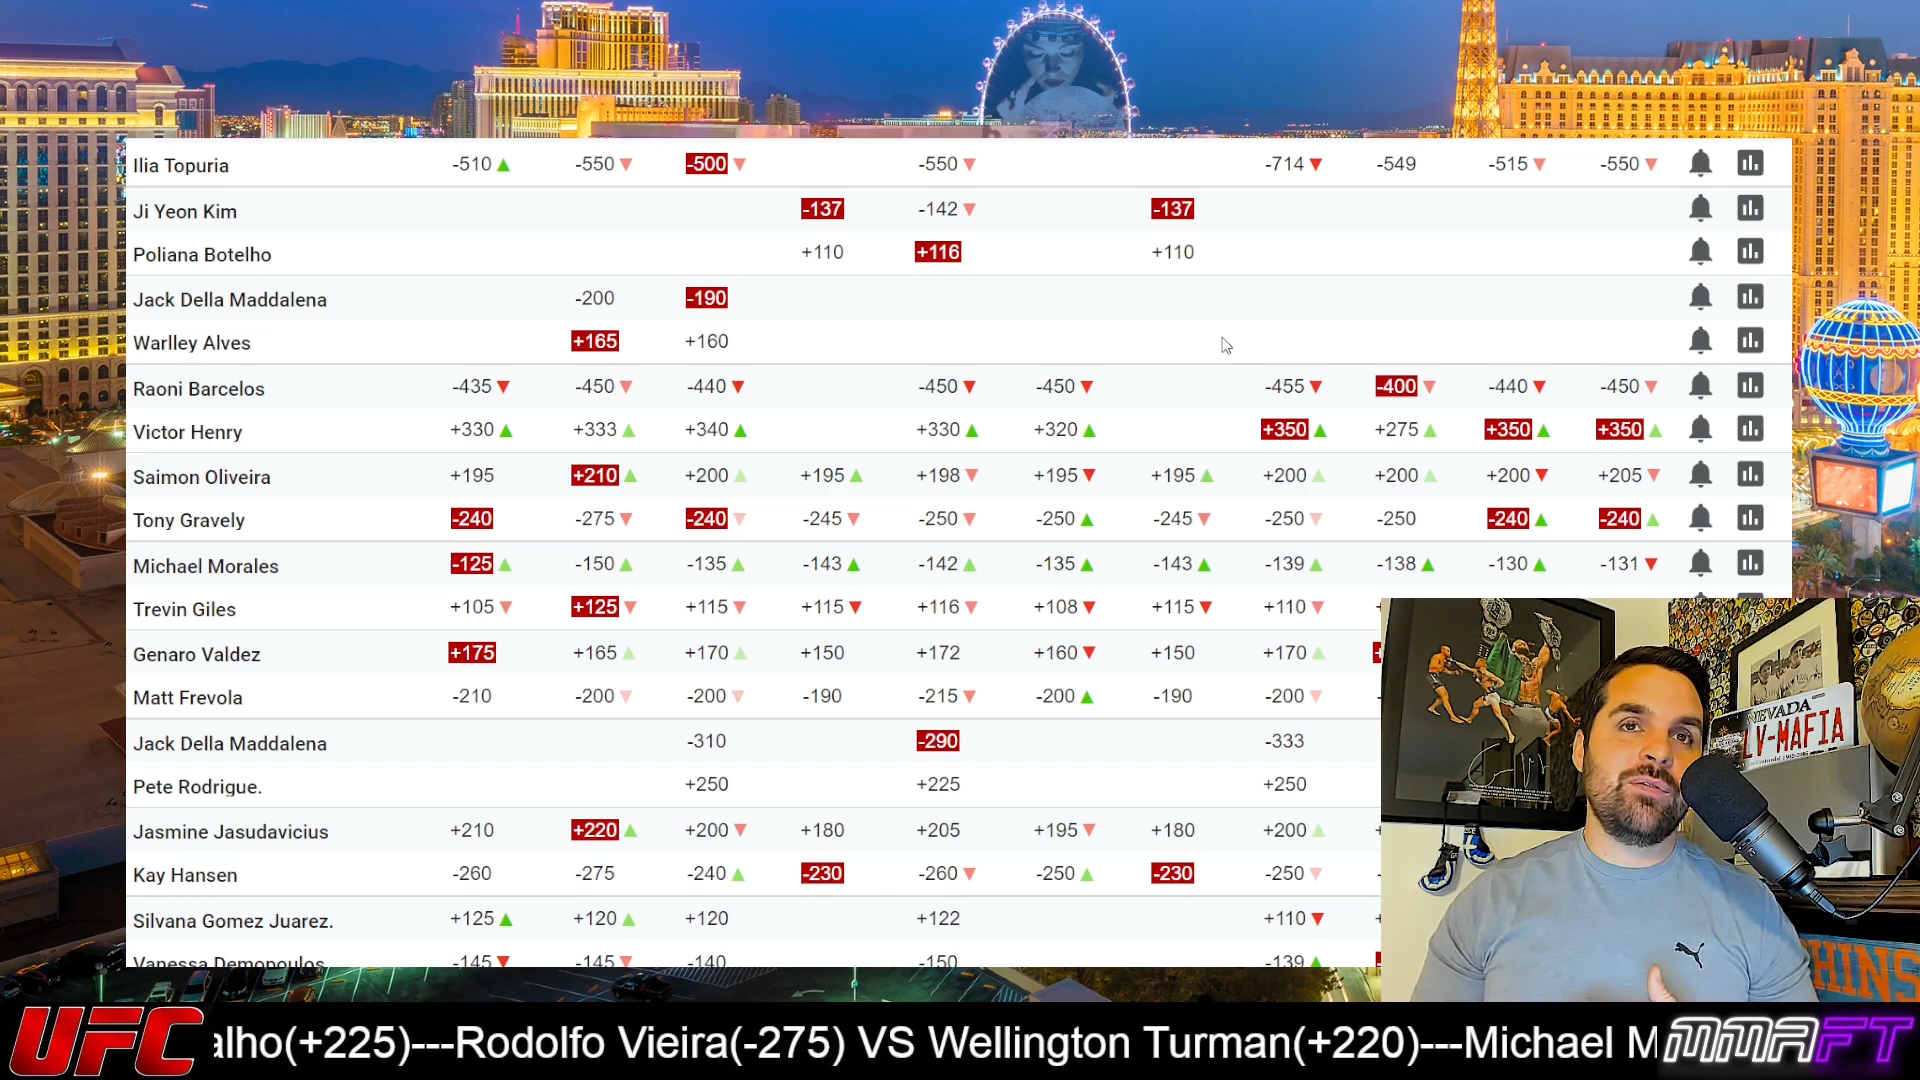 Ilia Topuria -510 -550 -500 -550 -714 -549 -515 -550
Ji Yeon Kim -137 -142 -137
Poliana Botelho +110 +116 +110
Jack Della Maddalena -200 -190
Warlley Alves +165 +160
Raoni Barcelos -435 -450 -440 -450 -450 -455 -400 -440 -450
Victor Henry +330 +333 +340 +330 +320 +350 +275 +350 +350
Saimon Oliveira +195 +210 +200 +195 +198 +195 +195 +200 +200 +200 +205
Tony Gravely -240 -275 -240 -245 -250 -250 -245 -250 -250 -240 -240
Michael Morales -125 -150 -135 -143 -142 -135 -143 -139 -138 -130 -131
Trevin Giles +105 +125 +115 +115 +116 +108 +115 +110
Genaro Valdez +175 +165 +170 +150 +172 +160 +150 +170
Matt Frevola -210 -200 -200 -190 -215 -200 -190 -200
Jack Della Maddalena -310 -290 -333
Pete Rodrigue. +250 +225 +250
Jasmine Jasudavicius +210 +220 +200 +180 +205 +195 +180 +200
Kay Hansen -260 -275 -240 -230 -260 -250 -230 -250
Silvana Gomez Juarez. +125 +120 +120 +122 +110
Vanessa Demopoulos -145 -145 -140 -150 -139
NEVADA
LV-MAFIA
HINS
UFC alho(+225)---Rodolfo Vieira(-275) VS Wellington Turman(+220)---Michael M MMAFT